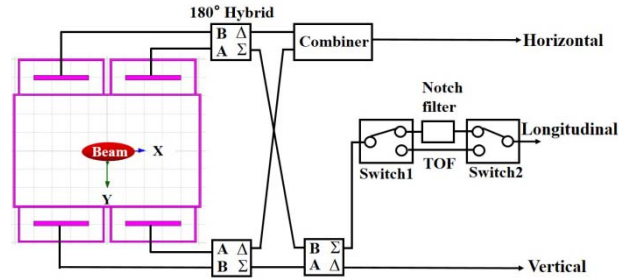 180° Hybrid
B Δ
A Σ
Combiner
Horizontal
Notch
filter
Longitudinal
Beam
X
Y
Switch1
TOF
Switch2
A Δ
B Σ
B Σ
A Δ
Vertical